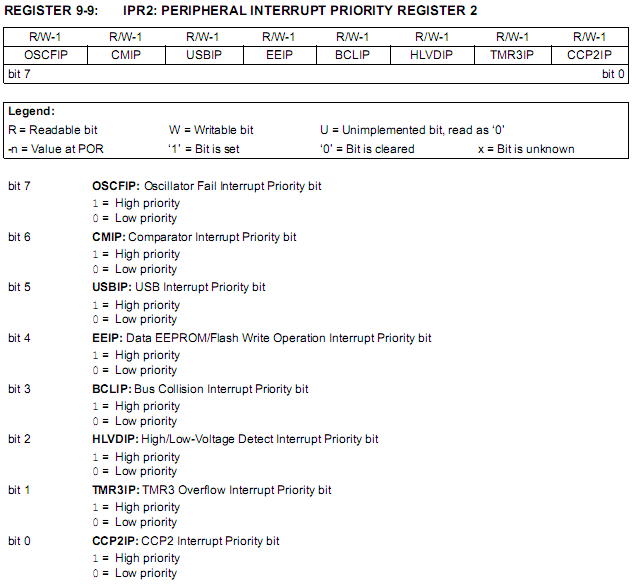 REGISTER 9-9: IPR2: PERIPHERAL INTERRUPT PRIORITY REGISTER 2
R/W-1 R/W-1 R/W-1 R/W-1 R/W-1 R/W-1 R/W-1 R/W-1
OSCFIP CMIP USBIP EEIP BCLIP HLVDIP TMR3IP CCP2IP
bit 7 bit 0
Legend:
R = Readable bit W = Writable bit U = Unimplemented bit, read as ‘0’
-n = Value at POR ‘1’ = Bit is set ‘0’ = Bit is cleared x = Bit is unknown
bit 7 OSCFIP: Oscillator Fail Interrupt Priority bit
1 = High priority
0 = Low priority
bit 6 CMIP: Comparator Interrupt Priority bit
1 = High priority
0 = Low priority
bit 5 USBIP: USB Interrupt Priority bit
1 = High priority
0 = Low priority
bit 4 EEIP: Data EEPROM/Flash Write Operation Interrupt Priority bit
1 = High priority
0 = Low priority
bit 3 BCLIP: Bus Collision Interrupt Priority bit
1 = High priority
0 = Low priority
bit 2 HLVDIP: High/Low-Voltage Detect Interrupt Priority bit
1 = High priority
0 = Low priority
bit 1 TMR3IP: TMR3 Overflow Interrupt Priority bit
1 = High priority
0 = Low priority
bit 0 CCP2IP: CCP2 Interrupt Priority bit
1 = High priority
0 = Low priority